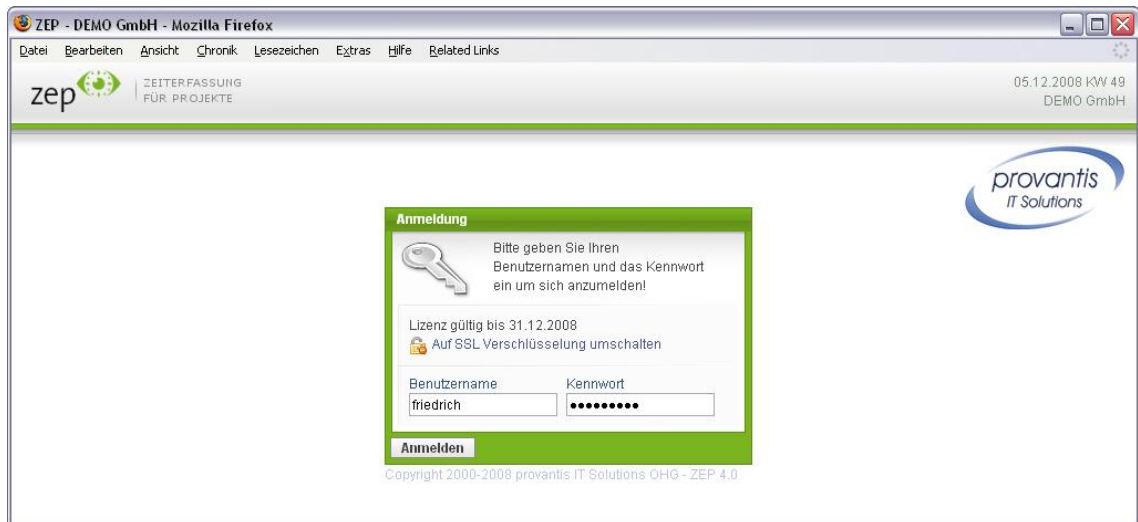 ZEP - DEMO GmbH - Mozilla Firefox
Datei Bearbeiten Ansicht Chronik Lesezeichen Extras Hilfe Related Links
zep
ZEITERFASSUNG
FÜR PROJEKTE
05.12.2008 KW 49
DEMO GmbH
provantis
IT Solutions
Anmeldung
Bitte geben Sie Ihren
Benutzernamen und das Kennwort
ein um sich anzumelden!
Lizenz gültig bis 31.12.2008
Auf SSL Verschlüsselung umschalten
Benutzername Kennwort
friedrich •••••••••
Anmelden
Copyright 2000-2008 provantis IT Solutions OHG - ZEP 4.0